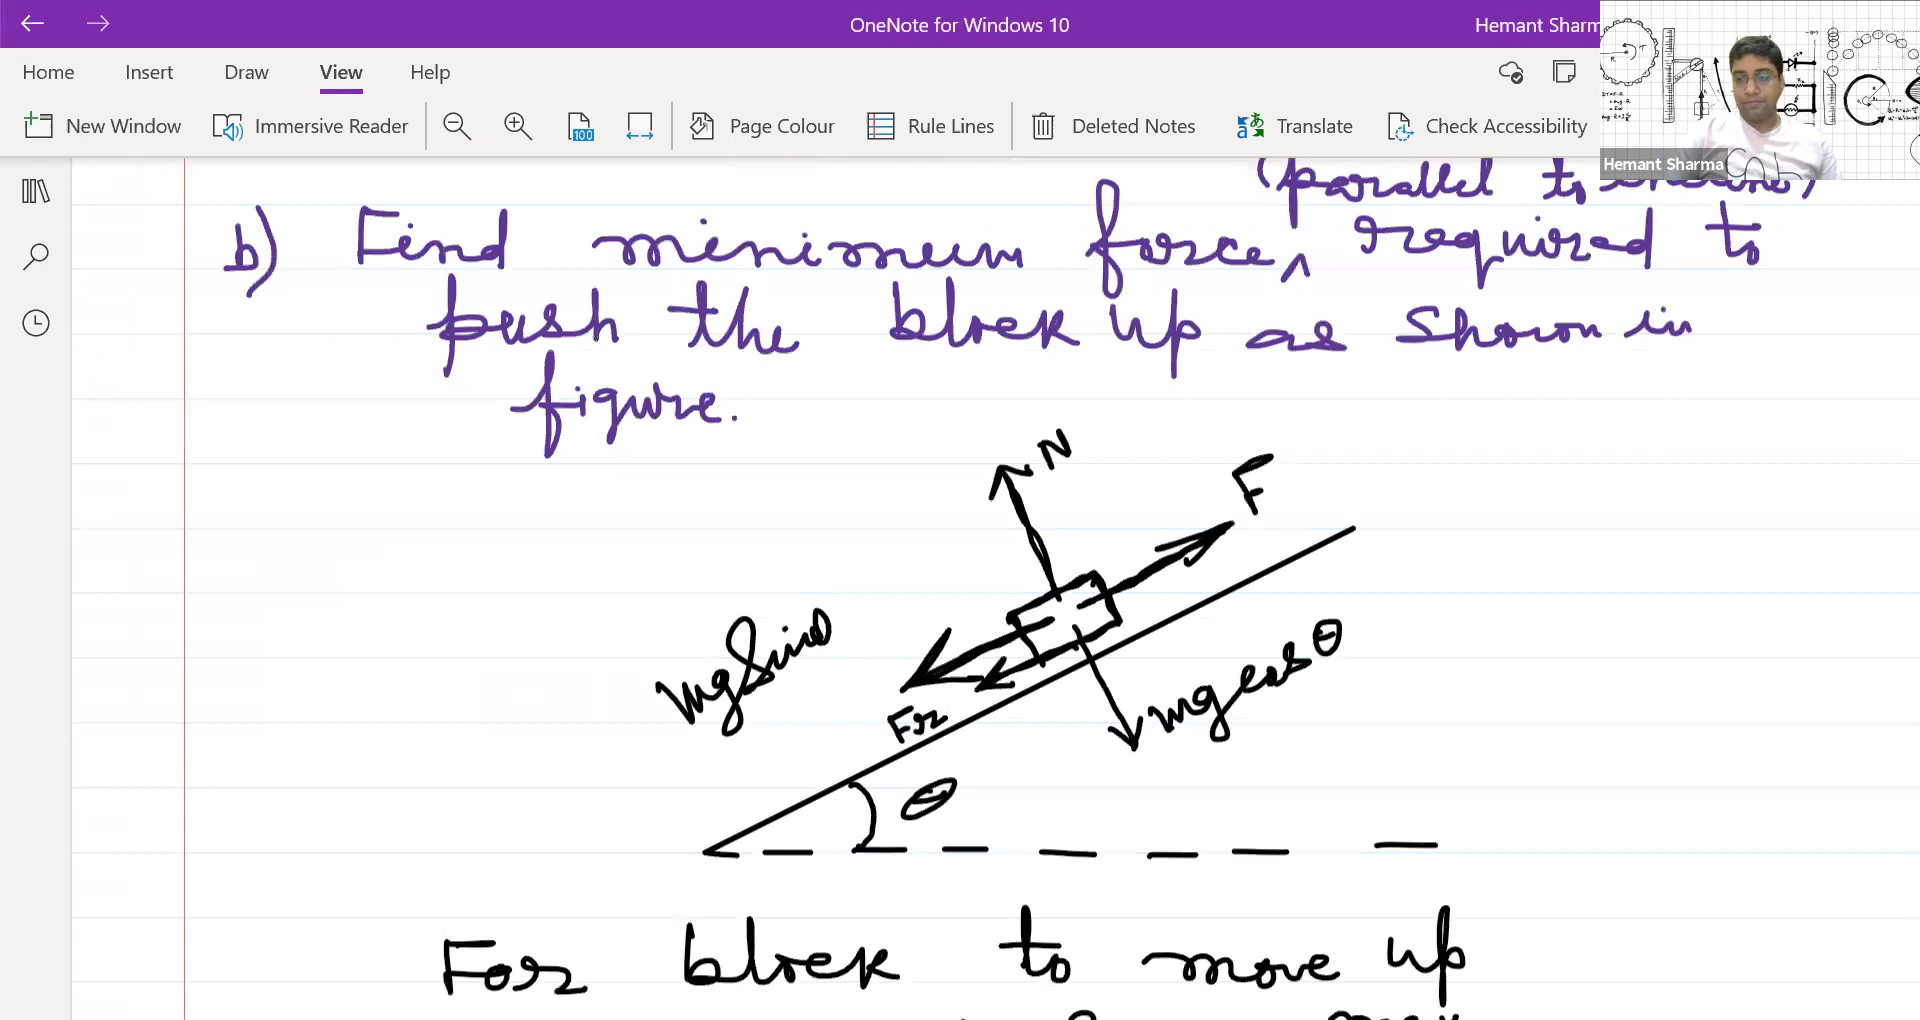 OneNote for Windows 10
Hemant Sharm
Home Insert Draw View Help
New Window Immersive Reader 100 Page Colour Rule Lines Deleted Notes Translate Check Accessibility
Hemant Sharma
(parallel to
b) Find minimum force, ^ required to
push the block up as shown in
figure.
N
F
mg sinθ
mg cosθ
Fr
θ
For block to move up